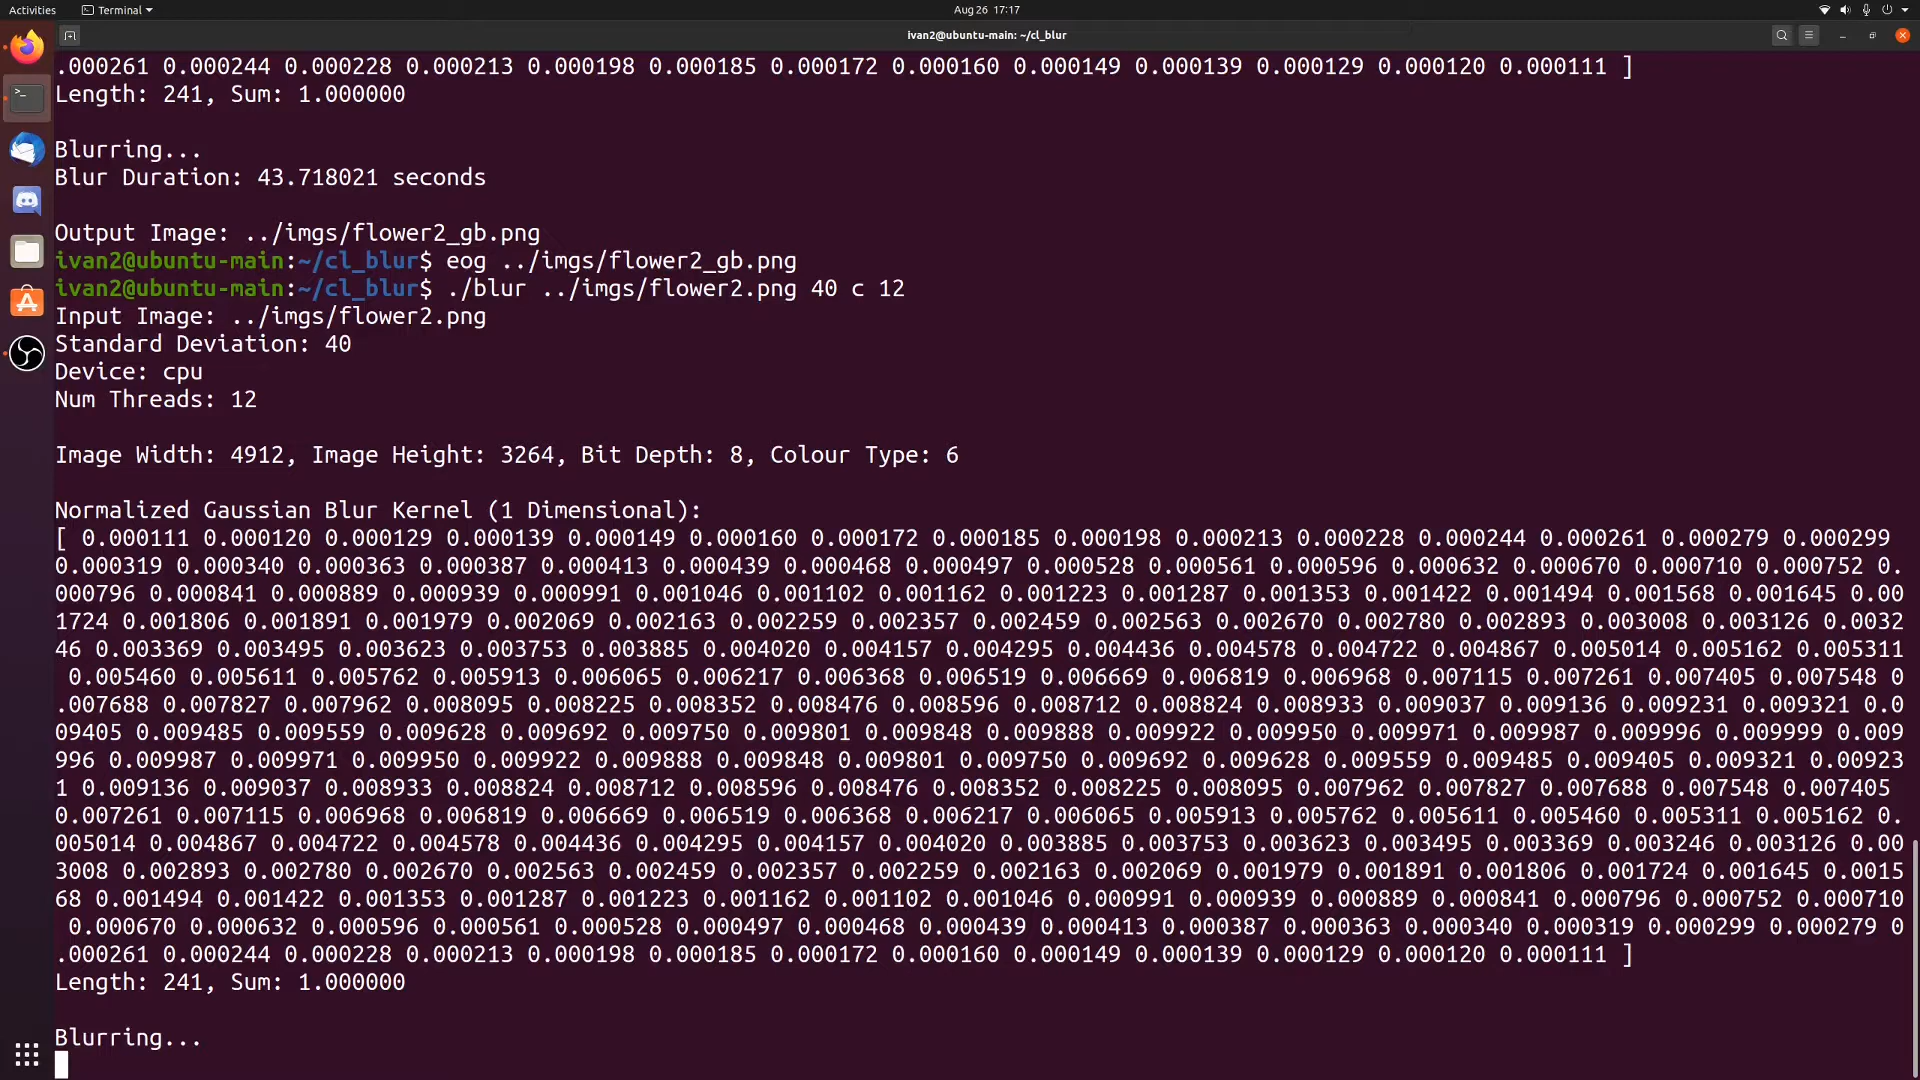 Activities Terminal Aug 26 17:17
ivan2@ubuntu-main: ~/cl_blur
.000261 0.000244 0.000228 0.000213 0.000198 0.000185 0.000172 0.000160 0.000149 0.000139 0.000129 0.000120 0.000111 ]
Length: 241, Sum: 1.000000
Blurring...
Blur Duration: 43.718021 seconds
Output Image: ../imgs/flower2_gb.png
ivan2@ubuntu-main:~/cl_blur$ eog ../imgs/flower2_gb.png
ivan2@ubuntu-main:~/cl_blur$ ./blur ../imgs/flower2.png 40 c 12
Input Image: ../imgs/flower2.png
Standard Deviation: 40
Device: cpu
Num Threads: 12
Image Width: 4912, Image Height: 3264, Bit Depth: 8, Colour Type: 6
Normalized Gaussian Blur Kernel (1 Dimensional):
[ 0.000111 0.000120 0.000129 0.000139 0.000149 0.000160 0.000172 0.000185 0.000198 0.000213 0.000228 0.000244 0.000261 0.000279 0.000299
0.000319 0.000340 0.000363 0.000387 0.000413 0.000439 0.000468 0.000497 0.000528 0.000561 0.000596 0.000632 0.000670 0.000710 0.000752 0.
000796 0.000841 0.000889 0.000939 0.000991 0.001046 0.001102 0.001162 0.001223 0.001287 0.001353 0.001422 0.001494 0.001568 0.001645 0.00
1724 0.001806 0.001891 0.001979 0.002069 0.002163 0.002259 0.002357 0.002459 0.002563 0.002670 0.002780 0.002893 0.003008 0.003126 0.0032
46 0.003369 0.003495 0.003623 0.003753 0.003885 0.004020 0.004157 0.004295 0.004436 0.004578 0.004722 0.004867 0.005014 0.005162 0.005311
0.005460 0.005611 0.005762 0.005913 0.006065 0.006217 0.006368 0.006519 0.006669 0.006819 0.006968 0.007115 0.007261 0.007405 0.007548 0
.007688 0.007827 0.007962 0.008095 0.008225 0.008352 0.008476 0.008596 0.008712 0.008824 0.008933 0.009037 0.009136 0.009231 0.009321 0.0
09405 0.009485 0.009559 0.009628 0.009692 0.009750 0.009801 0.009848 0.009888 0.009922 0.009950 0.009971 0.009987 0.009996 0.009999 0.009
996 0.009987 0.009971 0.009950 0.009922 0.009888 0.009848 0.009801 0.009750 0.009692 0.009628 0.009559 0.009485 0.009405 0.009321 0.00923
1 0.009136 0.009037 0.008933 0.008824 0.008712 0.008596 0.008476 0.008352 0.008225 0.008095 0.007962 0.007827 0.007688 0.007548 0.007405
0.007261 0.007115 0.006968 0.006819 0.006669 0.006519 0.006368 0.006217 0.006065 0.005913 0.005762 0.005611 0.005460 0.005311 0.005162 0.
005014 0.004867 0.004722 0.004578 0.004436 0.004295 0.004157 0.004020 0.003885 0.003753 0.003623 0.003495 0.003369 0.003246 0.003126 0.00
3008 0.002893 0.002780 0.002670 0.002563 0.002459 0.002357 0.002259 0.002163 0.002069 0.001979 0.001891 0.001806 0.001724 0.001645 0.0015
68 0.001494 0.001422 0.001353 0.001287 0.001223 0.001162 0.001102 0.001046 0.000991 0.000939 0.000889 0.000841 0.000796 0.000752 0.000710
0.000670 0.000632 0.000596 0.000561 0.000528 0.000497 0.000468 0.000439 0.000413 0.000387 0.000363 0.000340 0.000319 0.000299 0.000279 0
.000261 0.000244 0.000228 0.000213 0.000198 0.000185 0.000172 0.000160 0.000149 0.000139 0.000129 0.000120 0.000111 ]
Length: 241, Sum: 1.000000
Blurring...